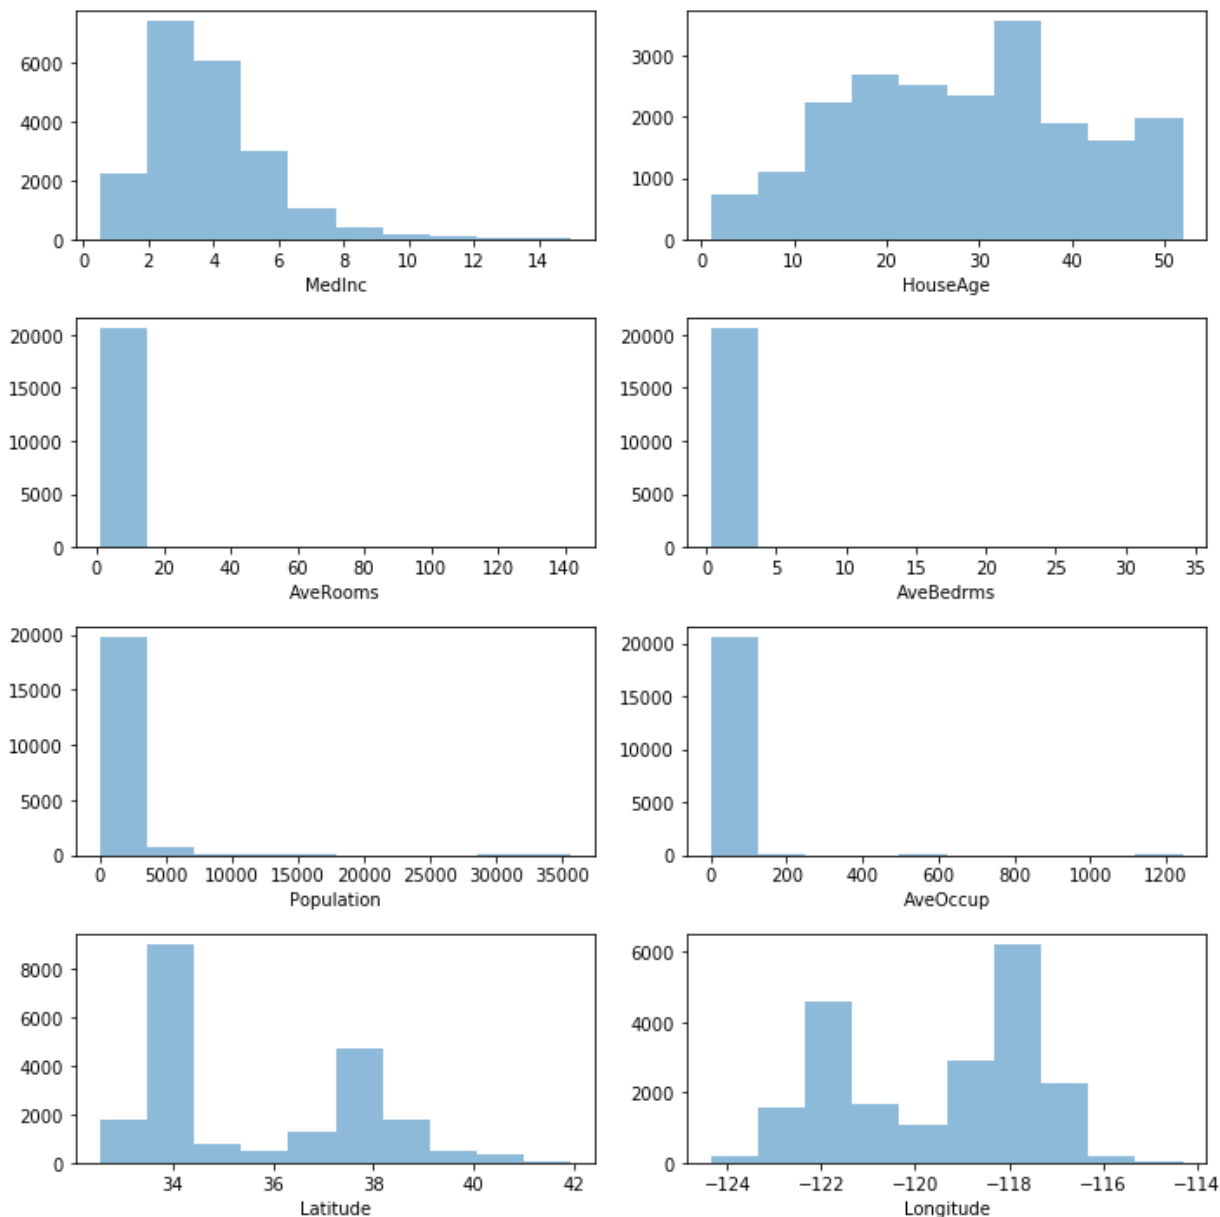 6000
4000
2000
0
0 2 4 6 8 10 12 14
MedInc
3000
2000
1000
0
0 10 20 30 40 50
HouseAge
20000
15000
10000
5000
0
0 20 40 60 80 100 120 140
AveRooms
20000
15000
10000
5000
0
0 5 10 15 20 25 30 35
AveBedrms
20000
15000
10000
5000
0
0 5000 10000 15000 20000 25000 30000 35000
Population
20000
15000
10000
5000
0
0 200 400 600 800 1000 1200
AveOccup
8000
6000
4000
2000
0
34 36 38 40 42
Latitude
6000
4000
2000
0
−124 −122 −120 −118 −116 −114
Longitude